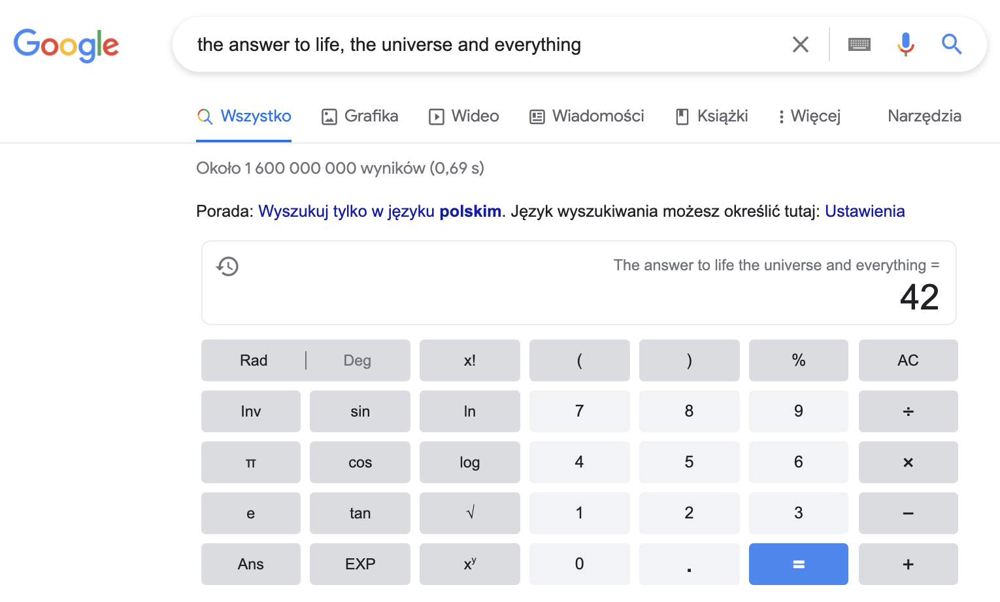 Google
the answer to life, the universe and everything
Wszystko Grafika Wideo Wiadomości Książki Więcej Narzędzia
Około 1 600 000 000 wyników (0,69 s)
Porada: Wyszukuj tylko w języku polskim. Język wyszukiwania możesz określić tutaj: Ustawienia
The answer to life the universe and everything =
42
Rad | Deg x! ( ) % AC
Inv sin ln 7 8 9 ÷
π cos log 4 5 6 ×
e tan √ 1 2 3 −
Ans EXP xʸ 0 . = +